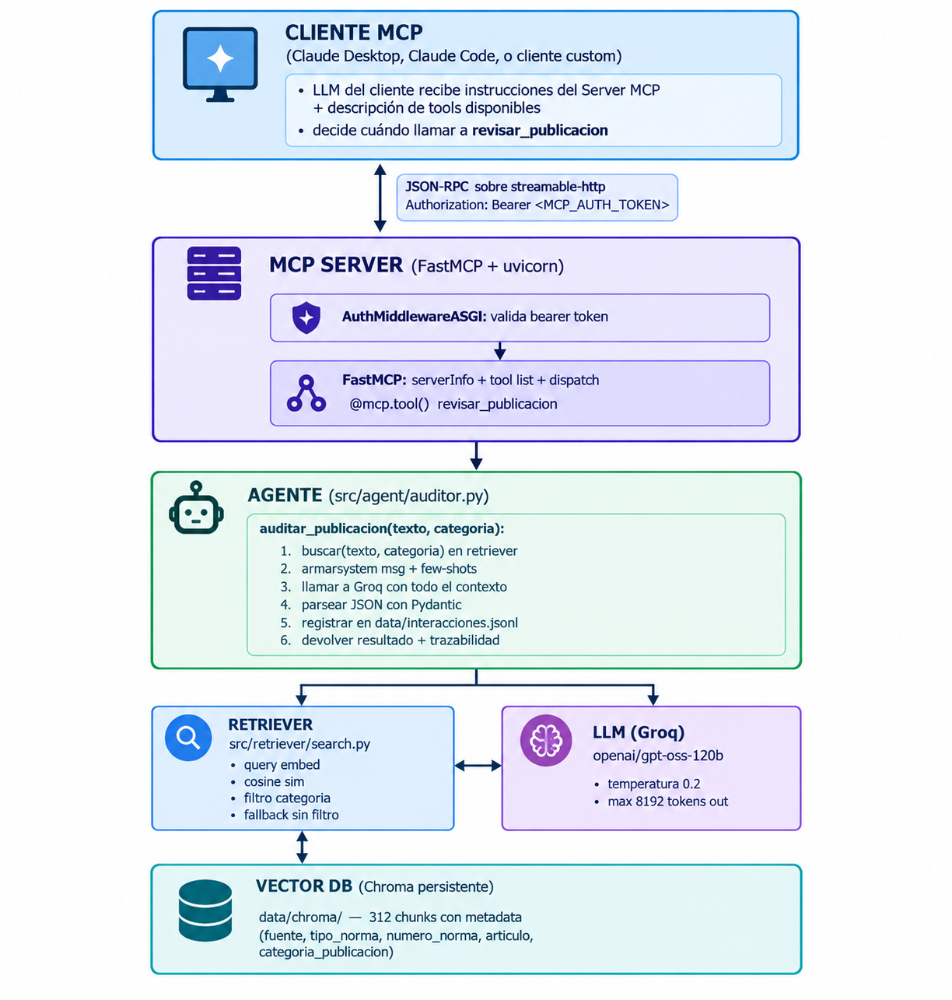 CLIENTE MCP
(Claude Desktop, Claude Code, o cliente custom)
• LLM del cliente recibe instrucciones del Server MCP
+ descripción de tools disponibles
• decide cuándo llamar a revisar_publicacion
JSON-RPC sobre streamable-http
Authorization: Bearer <MCP_AUTH_TOKEN>
MCP SERVER (FastMCP + uvicorn)
AuthMiddlewareASGI: valida bearer token
FastMCP: serverInfo + tool list + dispatch
@mcp.tool() revisar_publicacion
AGENTE (src/agent/auditor.py)
auditar_publicacion(texto, categoria):
1. buscar(texto, categoria) en retriever
2. armarsystem msg + few-shots
3. llamar a Groq con todo el contexto
4. parsear JSON con Pydantic
5. registrar en data/interacciones.jsonl
6. devolver resultado + trazabilidad
RETRIEVER
src/retriever/search.py
• query embed
• cosine sim
• filtro categoria
• fallback sin filtro
LLM (Groq)
openai/gpt-oss-120b
• temperatura 0.2
• max 8192 tokens out
VECTOR DB (Chroma persistente)
data/chroma/ — 312 chunks con metadata
(fuente, tipo_norma, numero_norma, articulo,
categoria_publicacion)